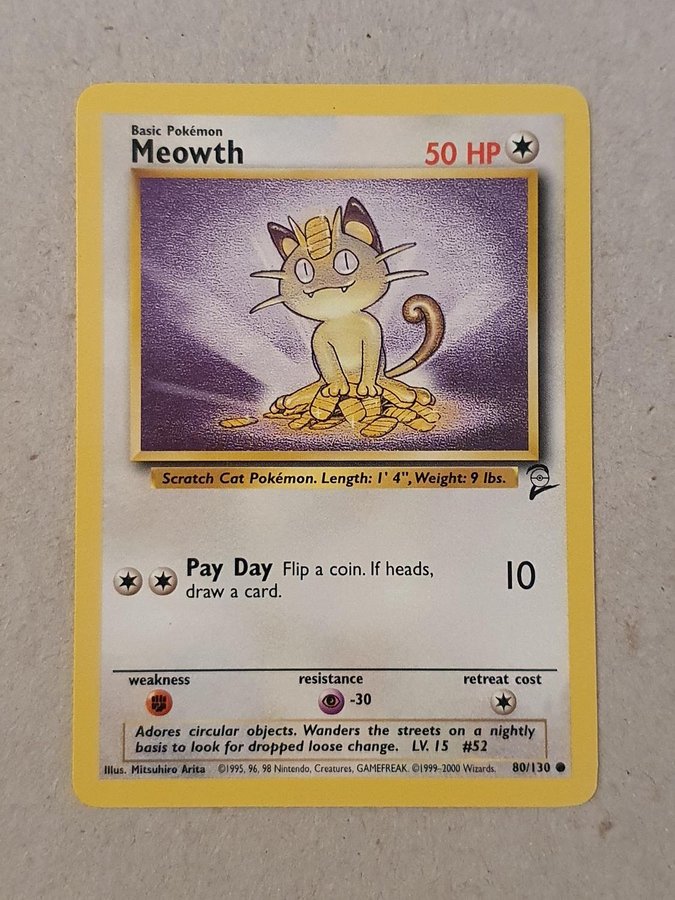 Basic Pokémon
Meowth
50 HP
Scratch Cat Pokémon. Length: 1' 4", Weight: 9 lbs.
Pay Day Flip a coin. If heads,
draw a card.
10
weakness resistance retreat cost
-30
Adores circular objects. Wanders the streets on a nightly
basis to look for dropped loose change. LV. 15 #52
Illus. Mitsuhiro Arita ©1995, 96, 98 Nintendo, Creatures, GAMEFREAK. ©1999-2000 Wizards. 80/130